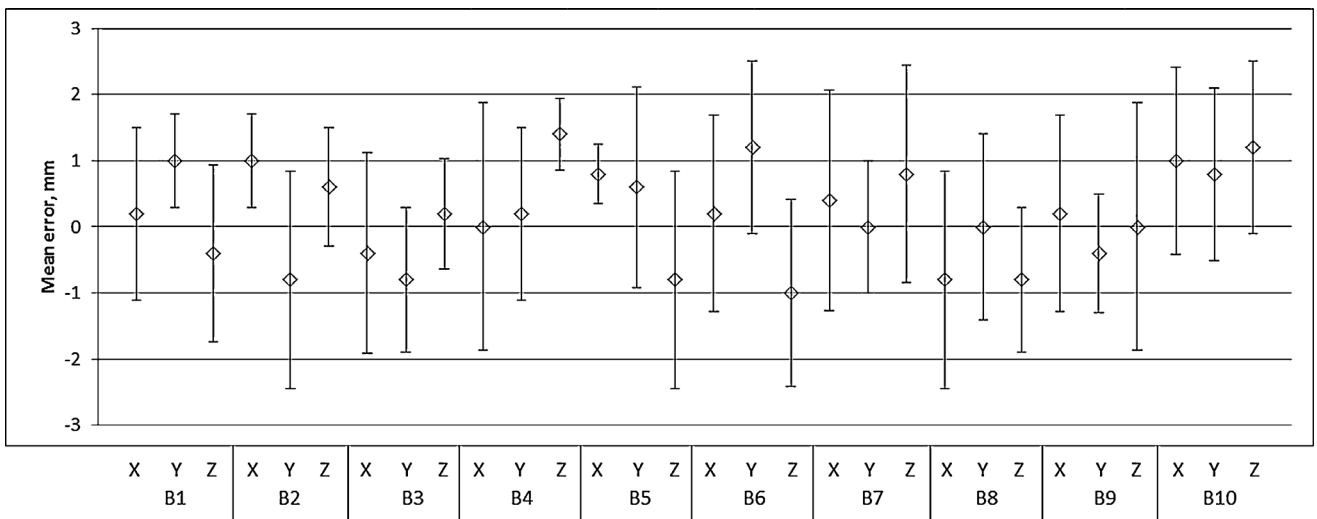 3
2
1
0
-1
-2
-3
Mean error, mm
X Y Z X Y Z X Y Z X Y Z X Y Z X Y Z X Y Z X Y Z X Y Z X Y Z
B1 B2 B3 B4 B5 B6 B7 B8 B9 B10